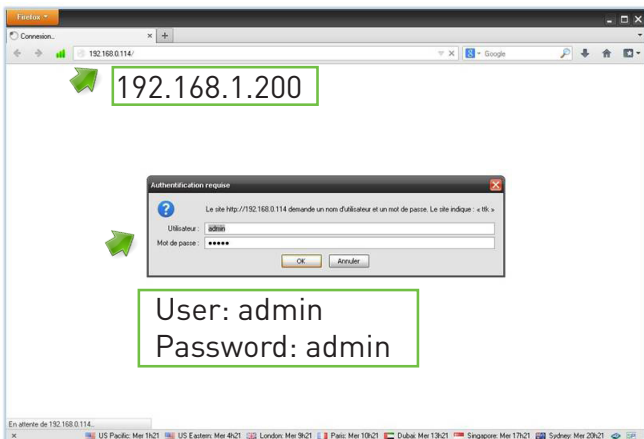 Firefox
Connexion...
192.168.0.114/
Google
192.168.1.200
Authentification requise
Le site http://192.168.0.114 demande un nom d'utilisateur et un mot de passe. Le site indique : « ttk »
Utilisateur : admin
Mot de passe : •••••
OK Annuler
User: admin
Password: admin
En attente de 192.168.0.114...
× US Pacific: Mer 1h21 US Eastern: Mer 4h21 London: Mer 9h21 Paris: Mer 10h21 Dubai: Mer 13h21 Singapore: Mer 17h21 Sydney: Mer 20h21